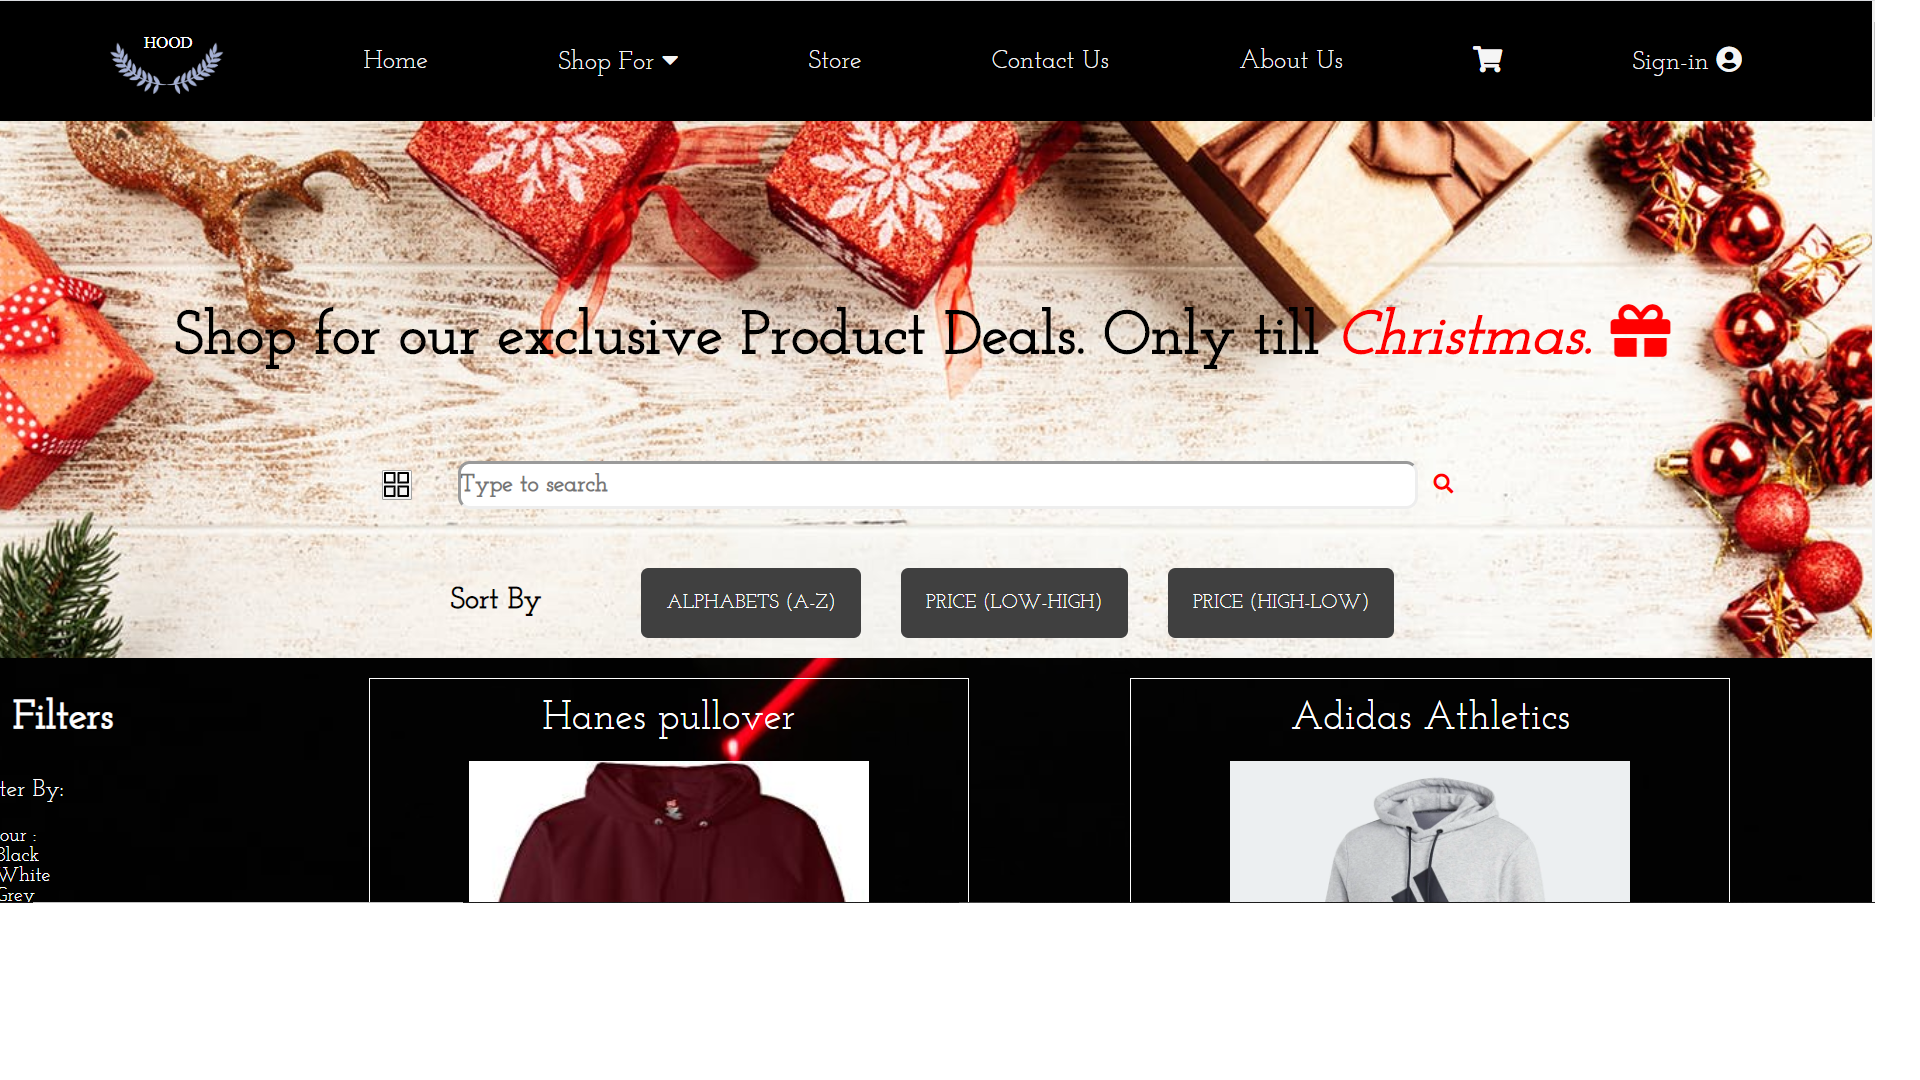 HOOD
Home
Shop For
Store
Contact Us
About Us
Sign-in
Shop for our exclusive Product Deals. Only till Christmas.
Type to search
Sort By
ALPHABETS (A-Z)
PRICE (LOW-HIGH)
PRICE (HIGH-LOW)
Filters
Hanes pullover
Adidas Athletics
ter By:
our :
Black
White
Grey